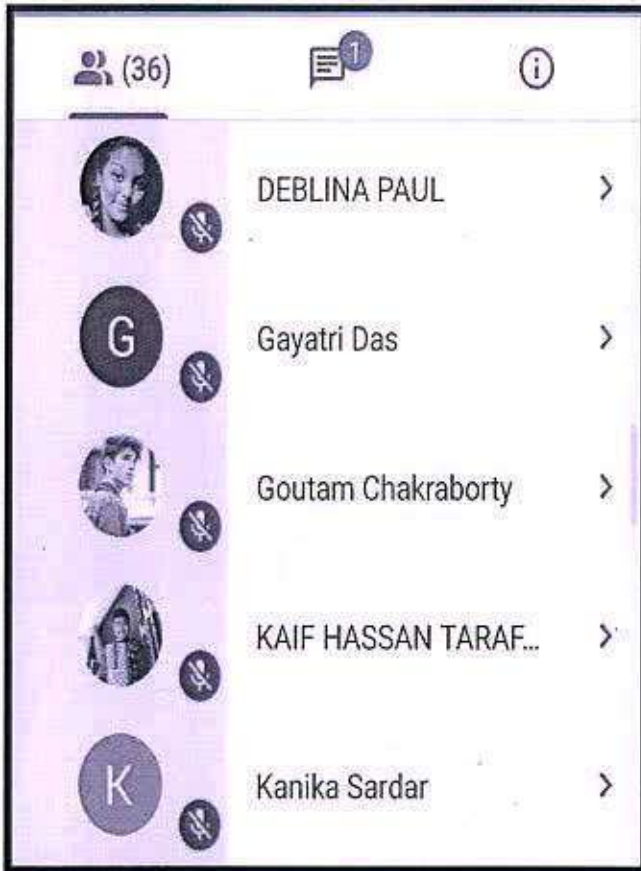 (36)
1
DEBLINA PAUL
G
Gayatri Das
Goutam Chakraborty
KAIF HASSAN TARAF...
K
Kanika Sardar